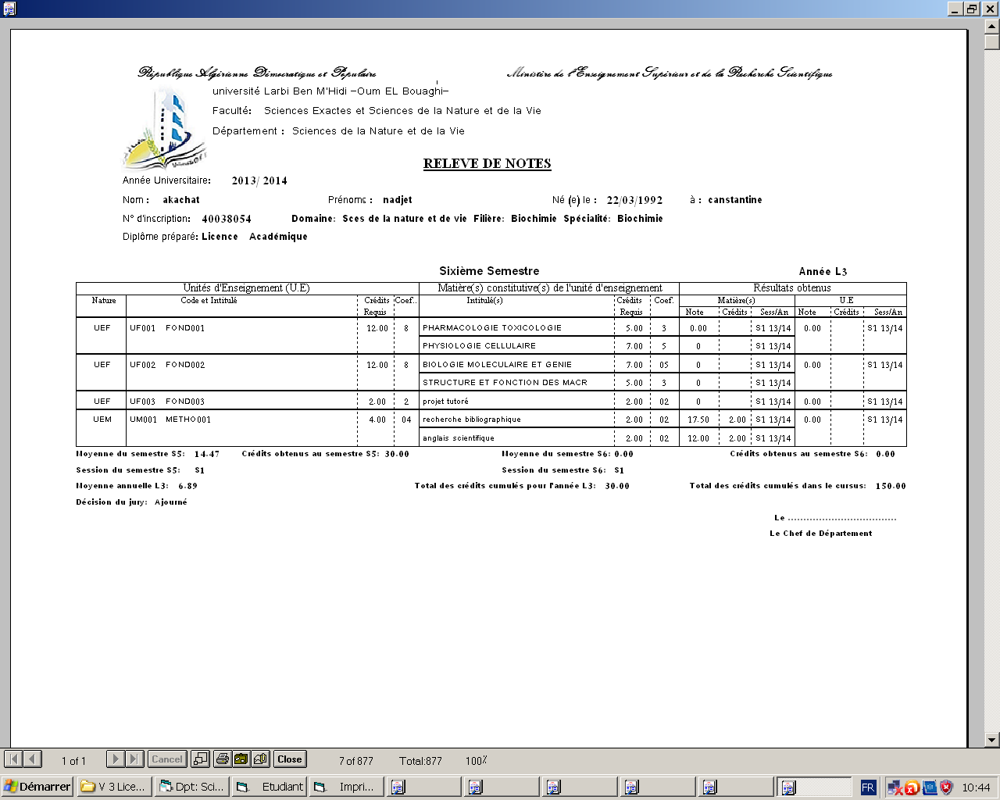 République Algérienne Démocratique et Populaire    Ministère de l'Enseignement Supérieur et de la Recherche Scientifique
université Larbi Ben M'Hidi –Oum EL Bouaghi–
Faculté:    Sciences Exactes et Sciences de la Nature et de la Vie
Département :  Sciences de la Nature et de la Vie
RELEVE DE NOTES
Année Universitaire:    2013/ 2014
Nom :    akachat    Prénoms :    nadjet    Né (e) le :    22/03/1992    à :    canstantine
N° d'inscription:    40038054    Domaine:  Sces de la nature et de vie  Filière:  Biochimie  Spécialité:  Biochimie
Diplôme préparé: Licence    Académique
Sixième Semestre    Année L3
Unités d'Enseignement (U.E)    Matière(s) constitutive(s) de l'unité d'enseignement    Résultats obtenus
Nature    Code et Intitulé    Crédits Requis    Coef..    Intitulé(s)    Crédits Requis    Coef.    Matière(s)    U.E
Note    Crédits    Sess/An    Note    Crédits    Sess/An
UEF    UF001    FOND001    12.00    8    PHARMACOLOGIE TOXICOLOGIE    5.00    3    0.00    S1 13/14    0.00    S1 13/14
PHYSIOLOGIE CELLULAIRE    7.00    5    0    S1 13/14
UEF    UF002    FOND002    12.00    8    BIOLOGIE MOLECULAIRE ET GENIE    7.00    05    0    S1 13/14    0.00    S1 13/14
STRUCTURE ET FONCTION DES MACR    5.00    3    0    S1 13/14
UEF    UF003    FOND003    2.00    2    projet tutoré    2.00    02    0    S1 13/14    0.00    S1 13/14
UEM    UM001    METHO001    4.00    04    recherche bibliographique    2.00    02    17.50    2.00    S1 13/14    0.00    S1 13/14
anglais scientifique    2.00    02    12.00    2.00    S1 13/14
Moyenne du semestre S5:    14.47    Crédits obtenus au semestre S5:  30.00    Moyenne du semestre S6: 0.00    Crédits obtenus au semestre S6:    0.00
Session du semestre S5:    S1    Session du semestre S6:    S1
Moyenne annuelle L3:    6.89    Total des crédits cumulés pour l'année L3:    30.00    Total des crédits cumulés dans le cursus:    150.00
Décision du jury:    Ajourné
Le ...................................
Le Chef de Département
1 of 1    Cancel    Close    7 of 877    Total:877    100%
Démarrer    V 3 Lice...    Dpt: Sci...    Etudiant    Impri...    FR    10:44